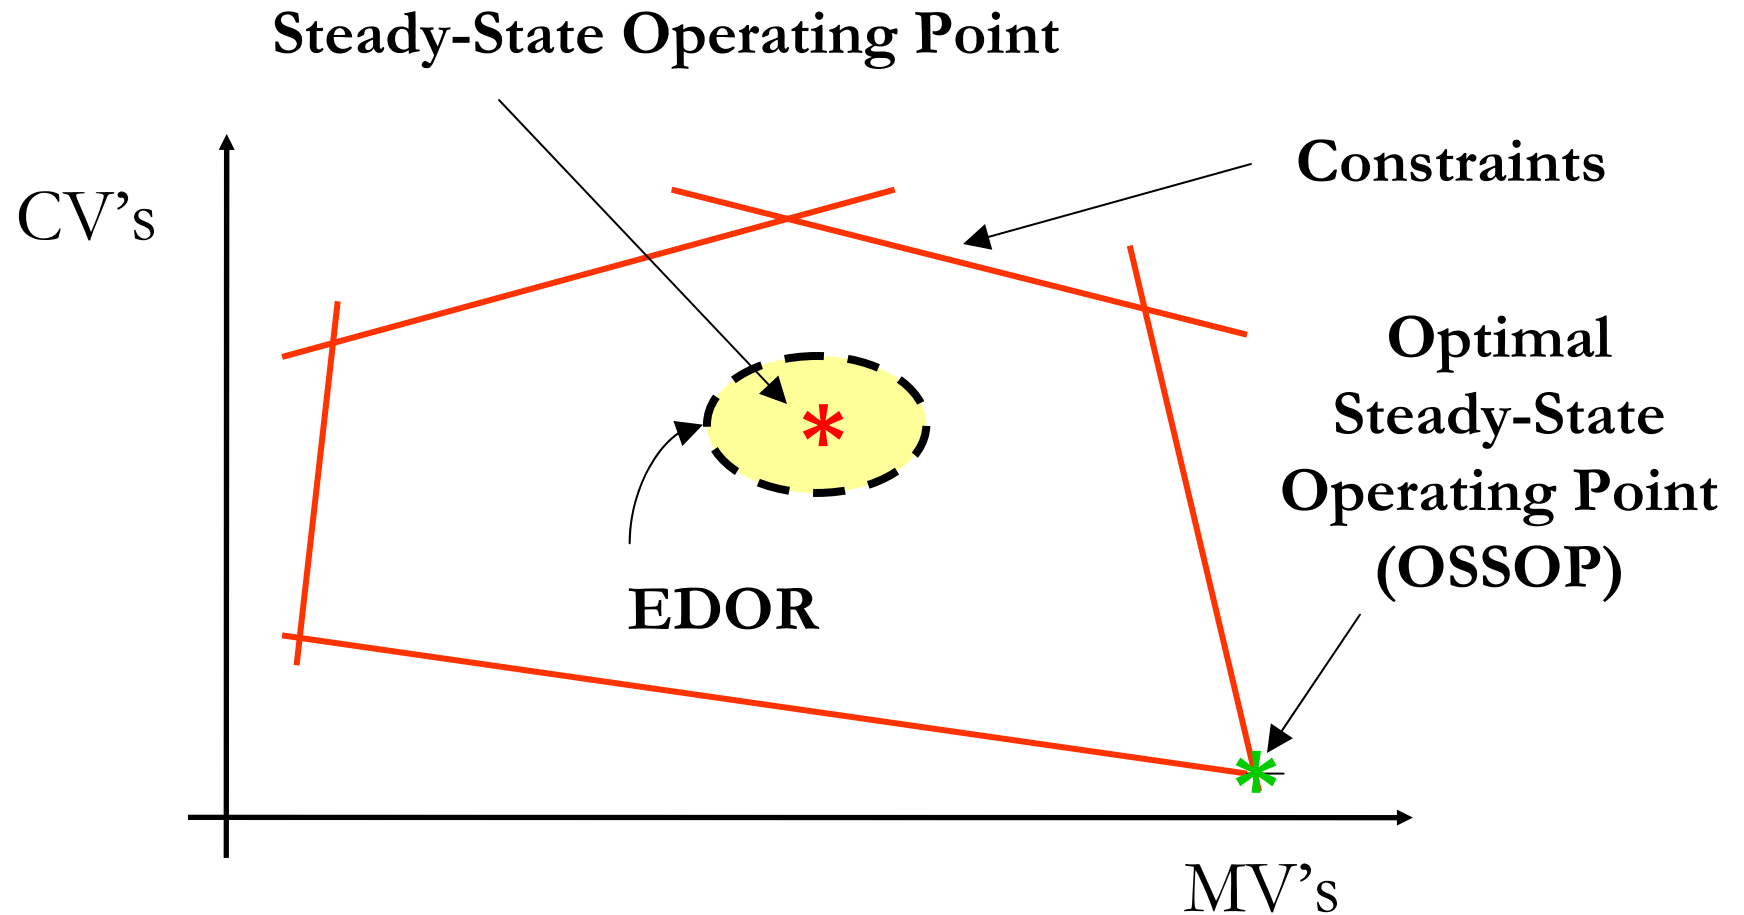 Steady-State Operating Point
CV's
Constraints
Optimal
Steady-State
Operating Point
(OSSOP)
EDOR
MV's